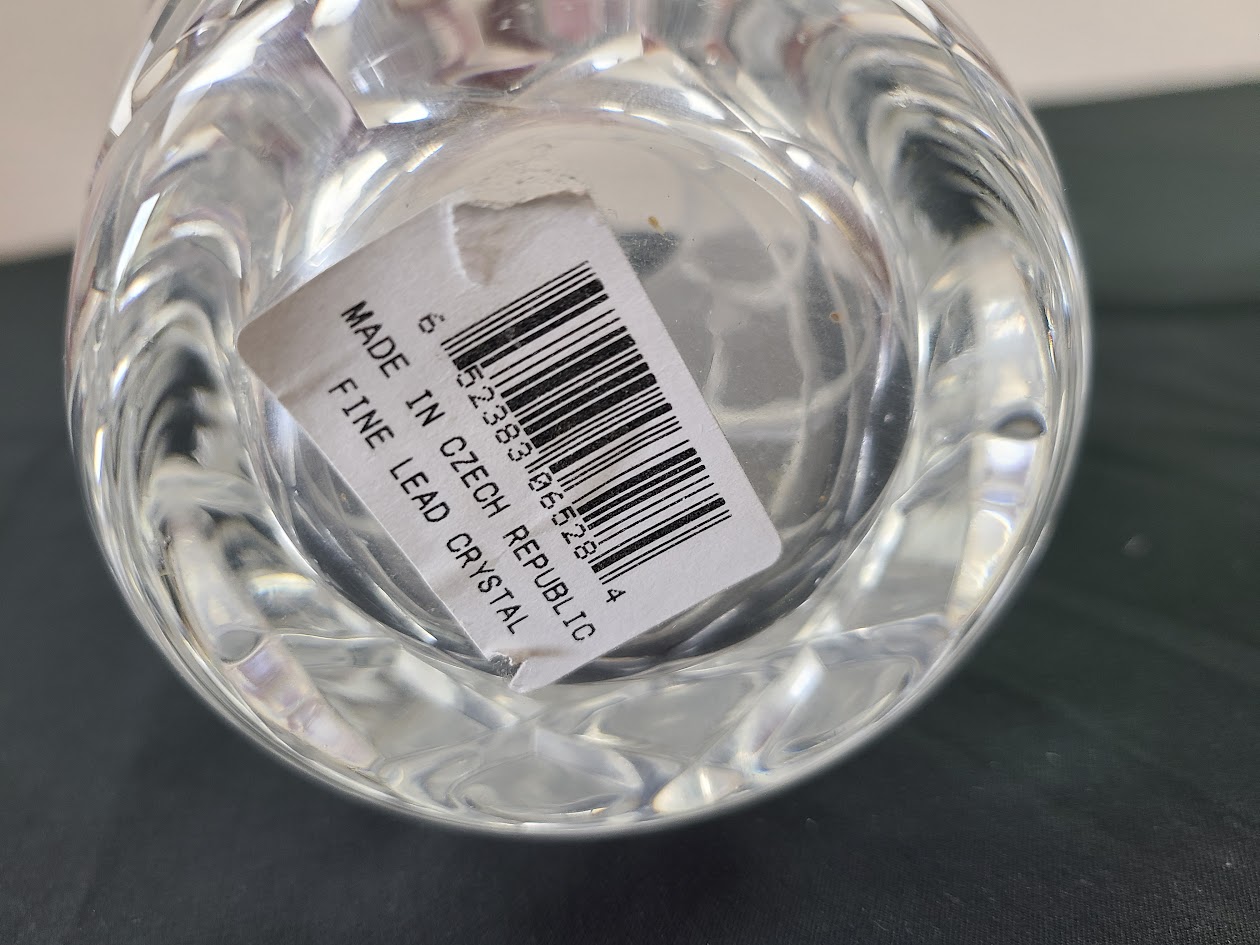 6 52383 06528 4
MADE IN CZECH REPUBLIC
FINE LEAD CRYSTAL